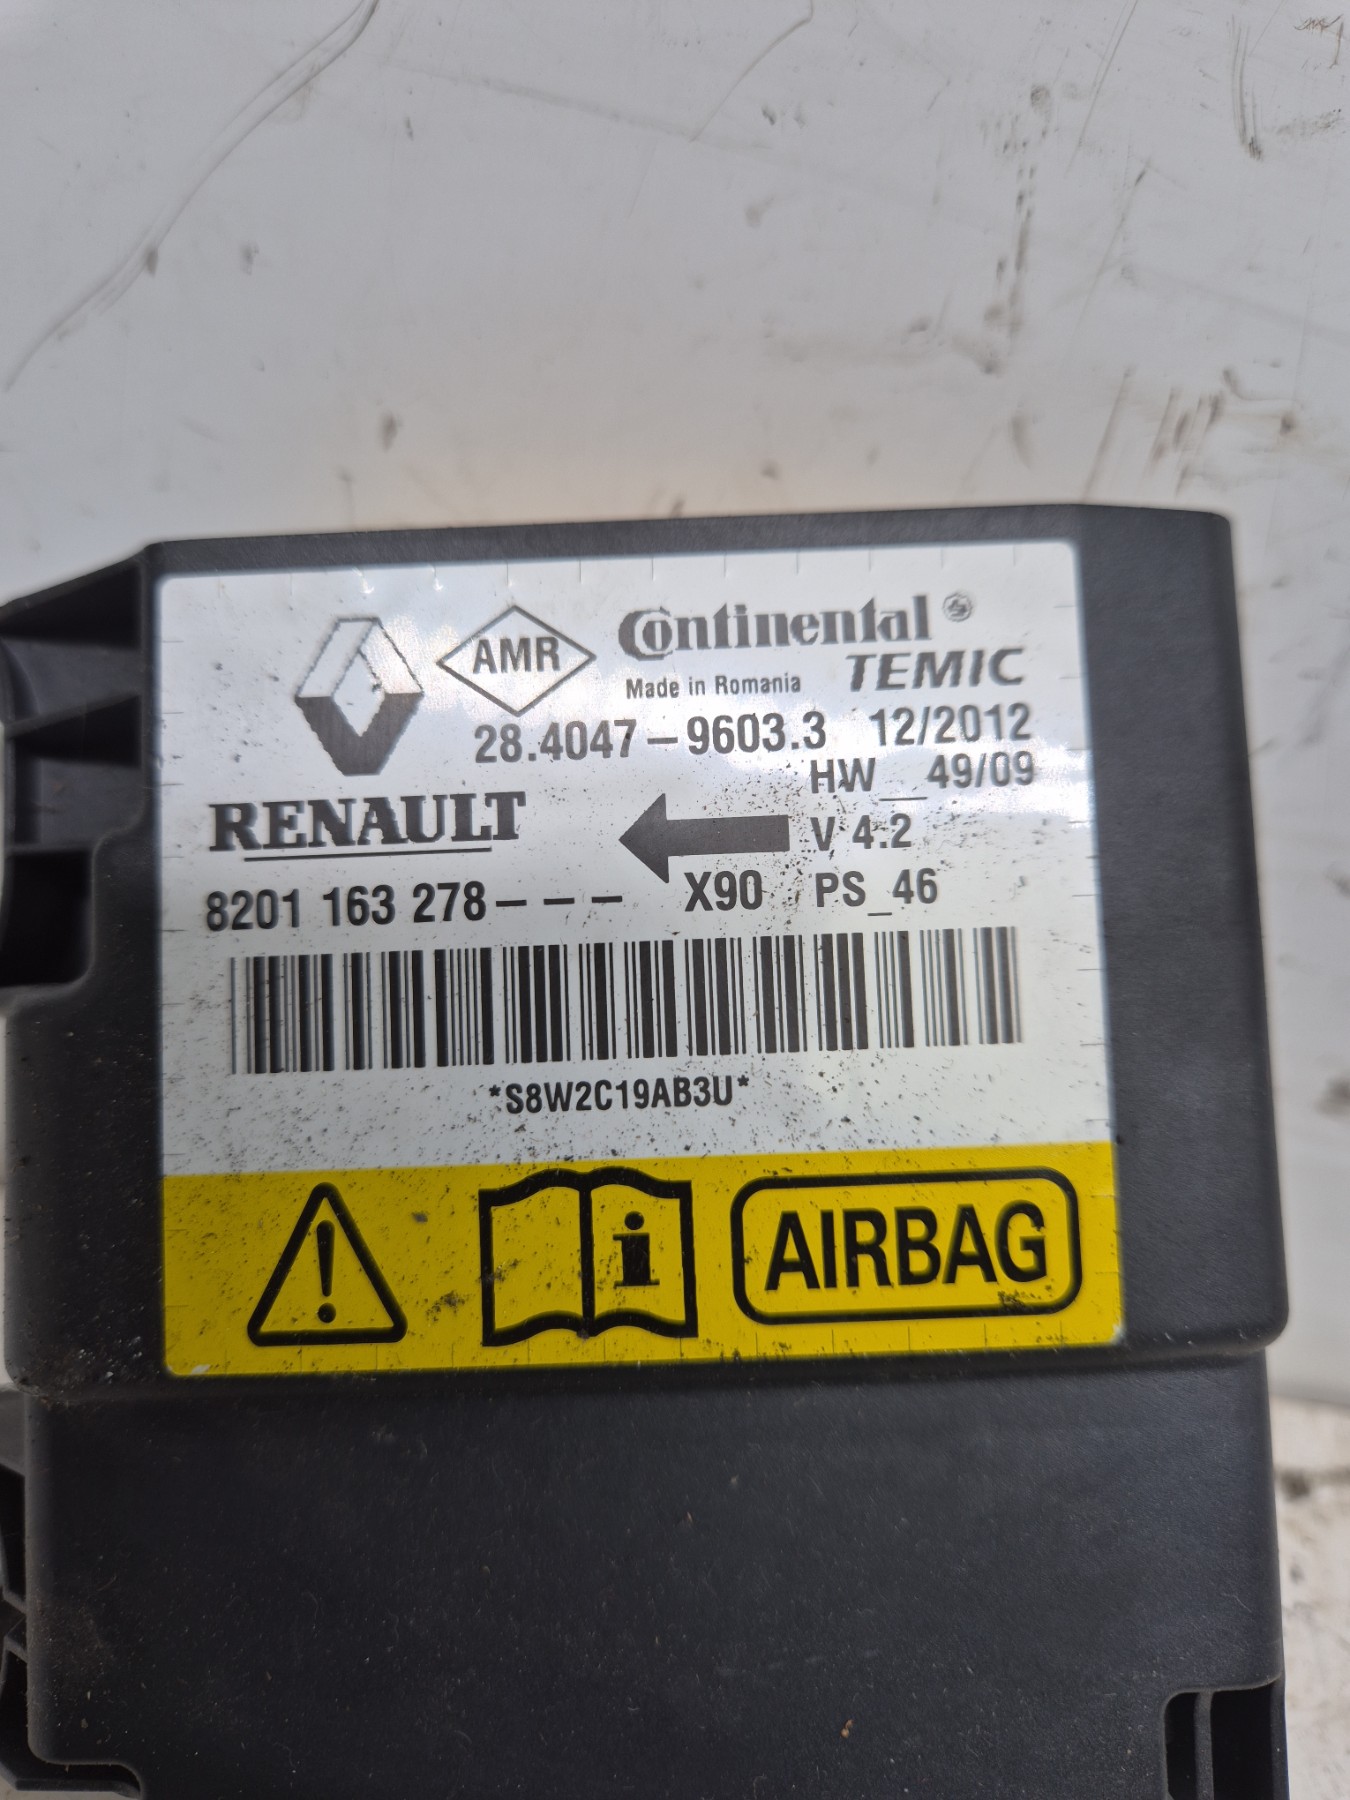 AMR
Continental
Made in Romania TEMIC
28.4047-9603.3 12/2012
HW__49/09
RENAULT
V 4.2
8201 163 278--- X90 PS_46
*S8W2C19AB3U*
i AIRBAG